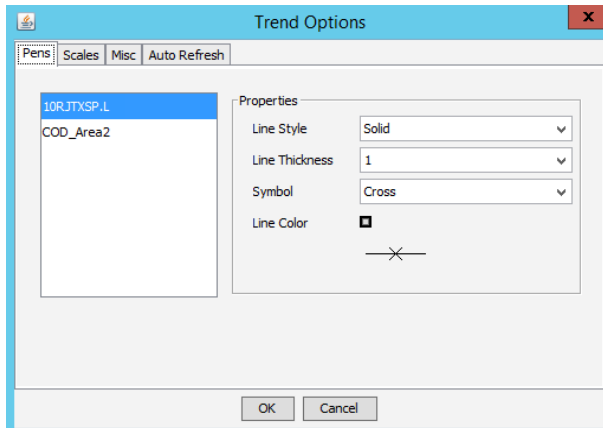 Trend Options
x
Pens Scales Misc Auto Refresh
10RJTXSP.L
COD_Area2
Properties
Line Style Solid
Line Thickness 1
Symbol Cross
Line Color
OK Cancel